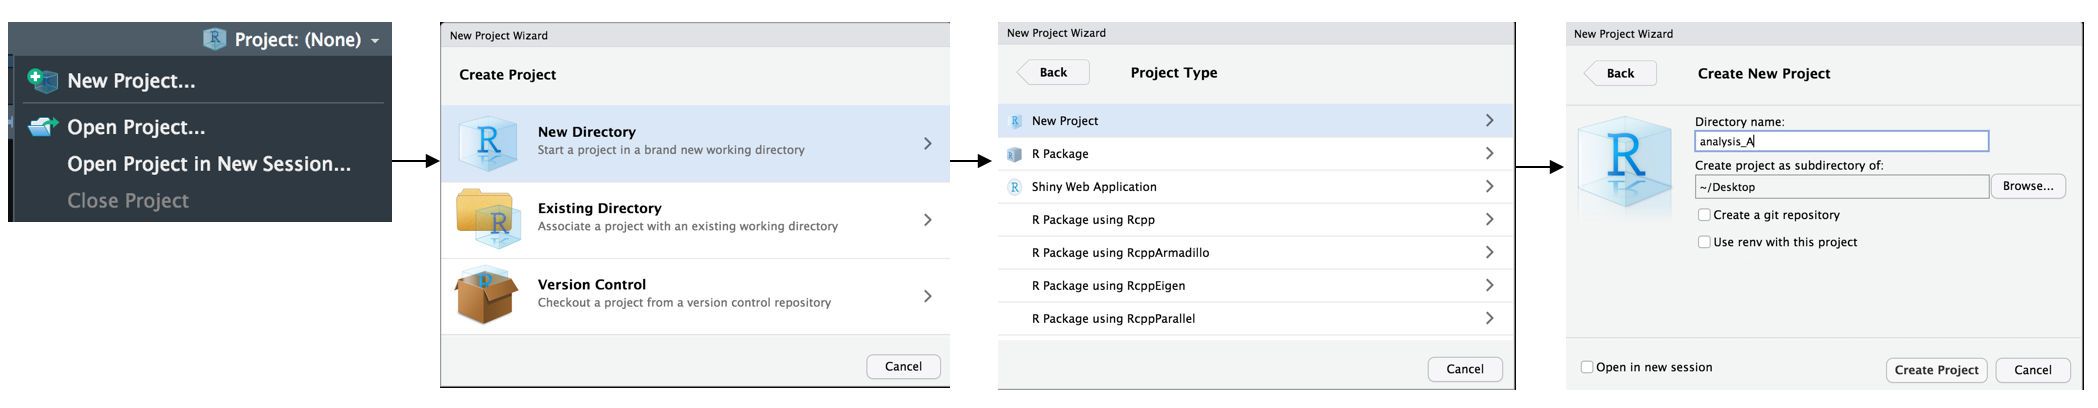 Project: (None)
New Project...
Open Project...
Open Project in New Session...
Close Project
New Project Wizard
Create Project
New Directory
Start a project in a brand new working directory
Existing Directory
Associate a project with an existing working directory
Version Control
Checkout a project from a version control repository
Cancel
New Project Wizard
Back
Project Type
New Project
R Package
Shiny Web Application
R Package using Rcpp
R Package using RcppArmadillo
R Package using RcppEigen
R Package using RcppParallel
Cancel
New Project Wizard
Back
Create New Project
R
Directory name:
analysis_A
Create project as subdirectory of:
~/Desktop
Browse...
Create a git repository
Use renv with this project
Open in new session
Create Project
Cancel